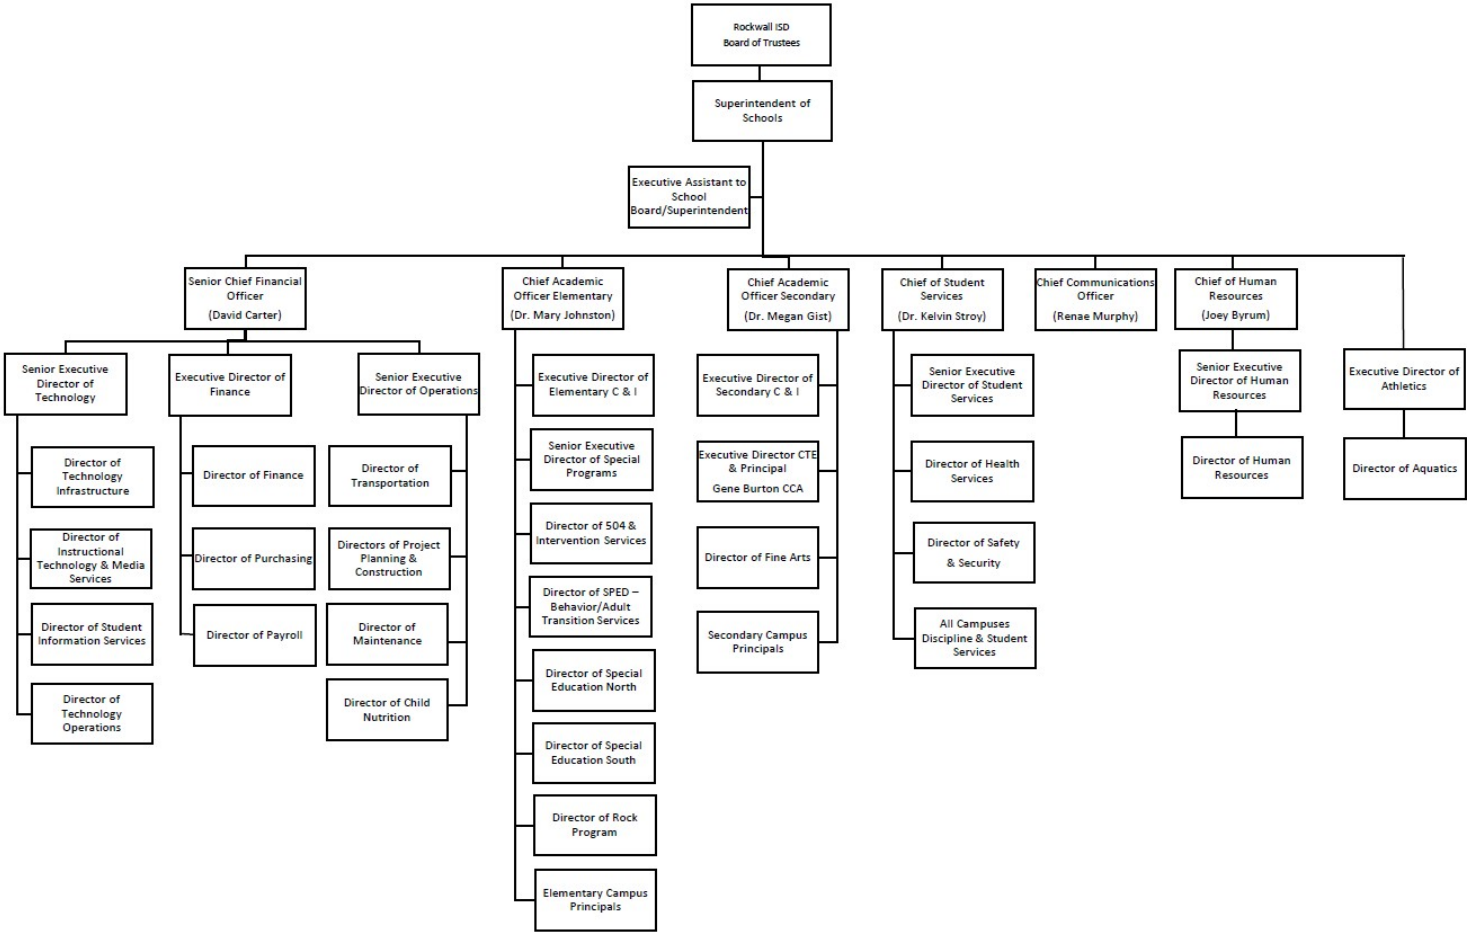 Rockwall ISD
Board of Trustees
Superintendent of
Schools
Executive Assistant to
School
Board/Superintendent
Senior Chief Financial
Officer
(David Carter)
Chief Academic
Officer Elementary
(Dr. Mary Johnston)
Chief Academic
Officer Secondary
(Dr. Megan Gist)
Chief of Student
Services
(Dr. Kelvin Stroy)
Chief Communications
Officer
(Renae Murphy)
Chief of Human
Resources
(Joey Byrum)
Senior Executive
Director of
Technology
Executive Director of
Finance
Senior Executive
Director of Operations
Executive Director of
Elementary C & I
Executive Director of
Secondary C & I
Senior Executive
Director of Student
Services
Senior Executive
Director of Human
Resources
Executive Director of
Athletics
Director of
Technology
Infrastructure
Director of Finance
Director of
Transportation
Senior Executive
Director of Special
Programs
Executive Director CTE
& Principal
Gene Burton CCA
Director of Health
Services
Director of Human
Resources
Director of Aquatics
Director of
Instructional
Technology & Media
Services
Director of Purchasing
Directors of Project
Planning &
Construction
Director of 504 &
Intervention Services
Director of Fine Arts
Director of Safety
& Security
Director of Student
Information Services
Director of Payroll
Director of
Maintenance
Director of SPED –
Behavior/Adult
Transition Services
Secondary Campus
Principals
All Campuses
Discipline & Student
Services
Director of
Technology
Operations
Director of Child
Nutrition
Director of Special
Education North
Director of Special
Education South
Director of Rock
Program
Elementary Campus
Principals